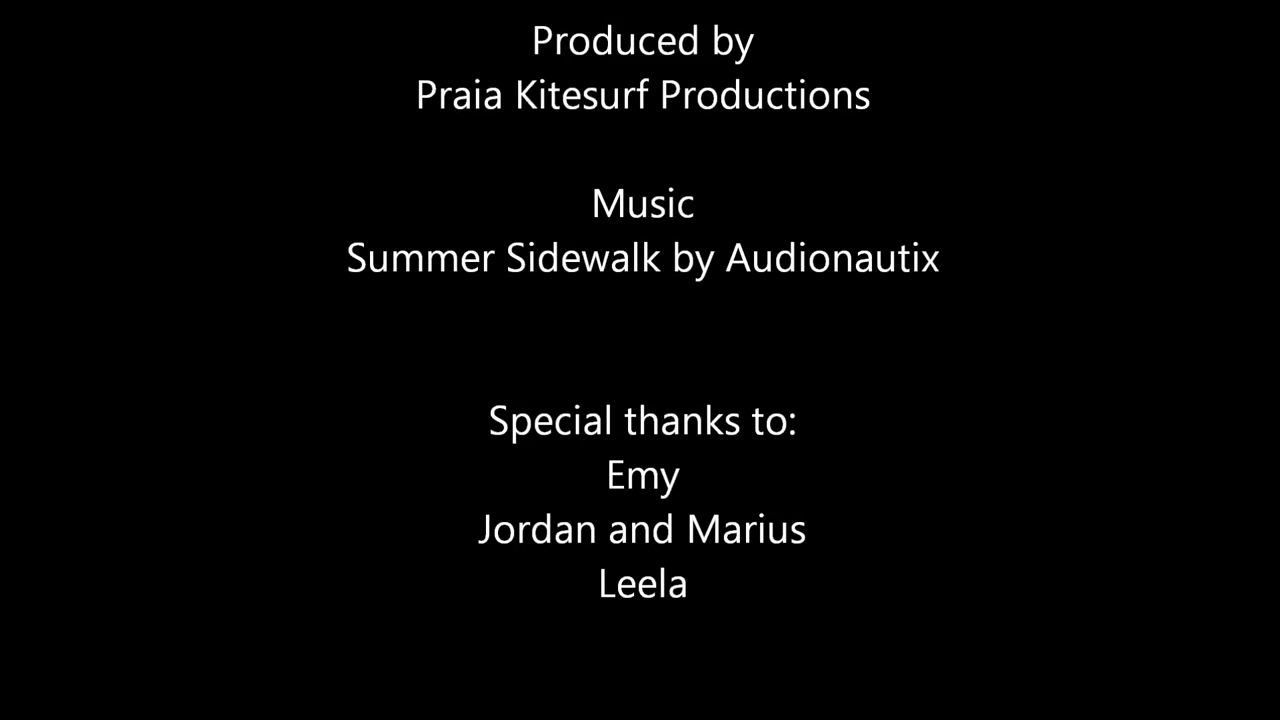 Produced by
Praia Kitesurf Productions
Music
Summer Sidewalk by Audionautix
Special thanks to:
Emy
Jordan and Marius
Leela